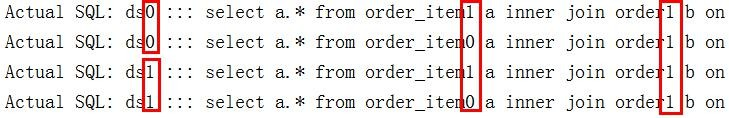 Actual SQL: ds0 ::: select a.* from order_item1 a inner join order1 b on
Actual SQL: ds0 ::: select a.* from order_item0 a inner join order1 b on
Actual SQL: ds1 ::: select a.* from order_item1 a inner join order1 b on
Actual SQL: ds1 ::: select a.* from order_item0 a inner join order1 b on